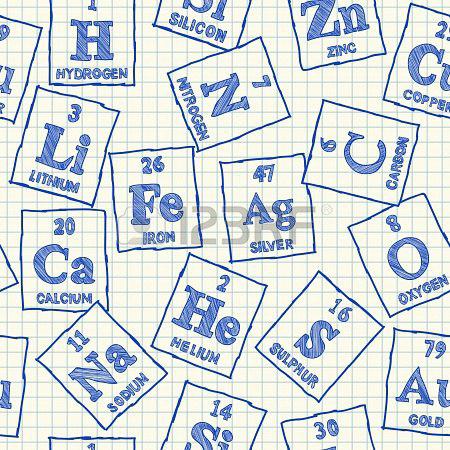 H
HYDROGEN
Si
SILICON
Zn
ZINC
29
Cu
COPPER
3
Li
LITHIUM
7
N
NITROGEN
6
C
CARBON
26
Fe
IRON
47
Ag
SILVER
20
Ca
CALCIUM
8
O
OXYGEN
123RF
2
He
HELIUM
16
S
SULPHUR
11
Na
SODIUM
79
Au
GOLD
14
Si
30
Zn